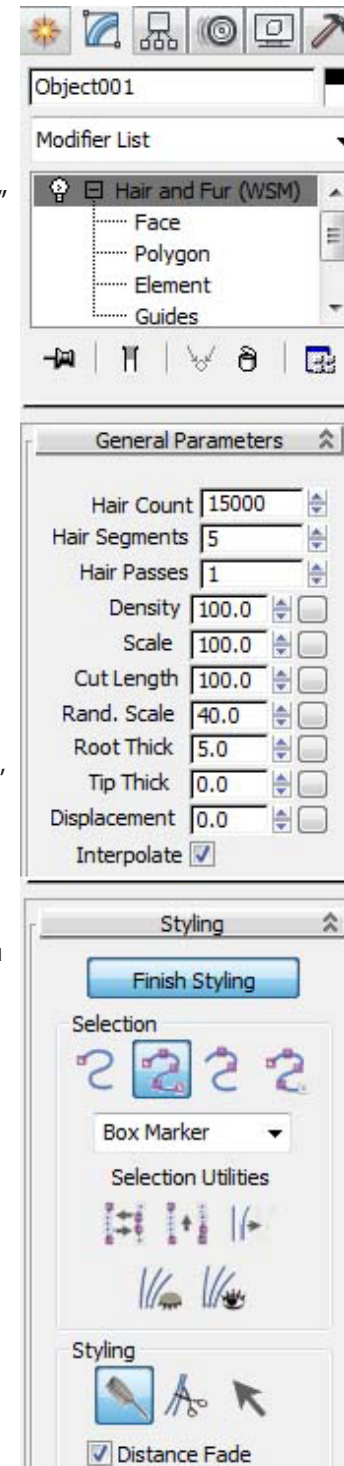 Object001
Modifier List
Hair and Fur (WSM)
Face
Polygon
Element
Guides
General Parameters
Hair Count 15000
Hair Segments 5
Hair Passes 1
Density 100.0
Scale 100.0
Cut Length 100.0
Rand. Scale 40.0
Root Thick 5.0
Tip Thick 0.0
Displacement 0.0
Interpolate
Styling
Finish Styling
Selection
Box Marker
Selection Utilities
Styling
Distance Fade